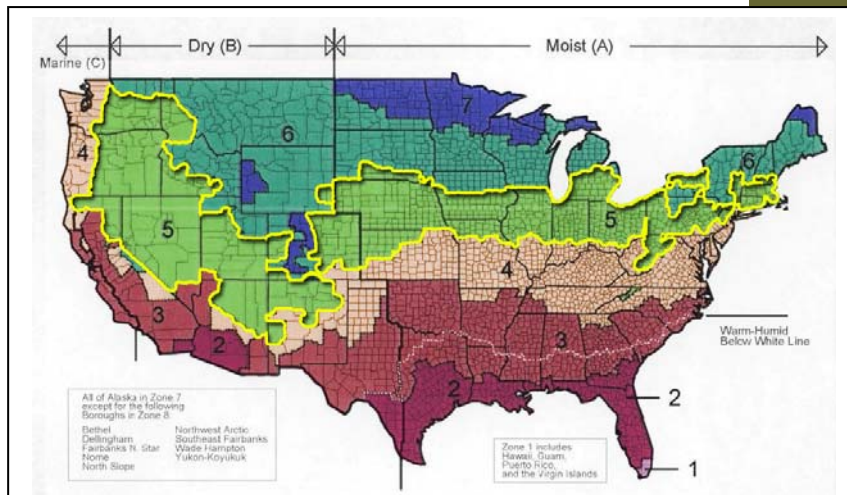 Marine (C)
Dry (B)
Moist (A)
7
6
4
6
5
5
4
3
3
Warm-Humid
Below White Line
2
2
2
1
All of Alaska in Zone 7
except for the following
Boroughs in Zone 8:
Bethel Northwest Arctic
Dellingham Southeast Fairbanks
Fairbanks N. Star Wade Hampton
Nome Yukon-Koyukuk
North Slope
Zone 1 includes
Hawaii, Guam,
Puerto Rico,
and the Virgin Islands